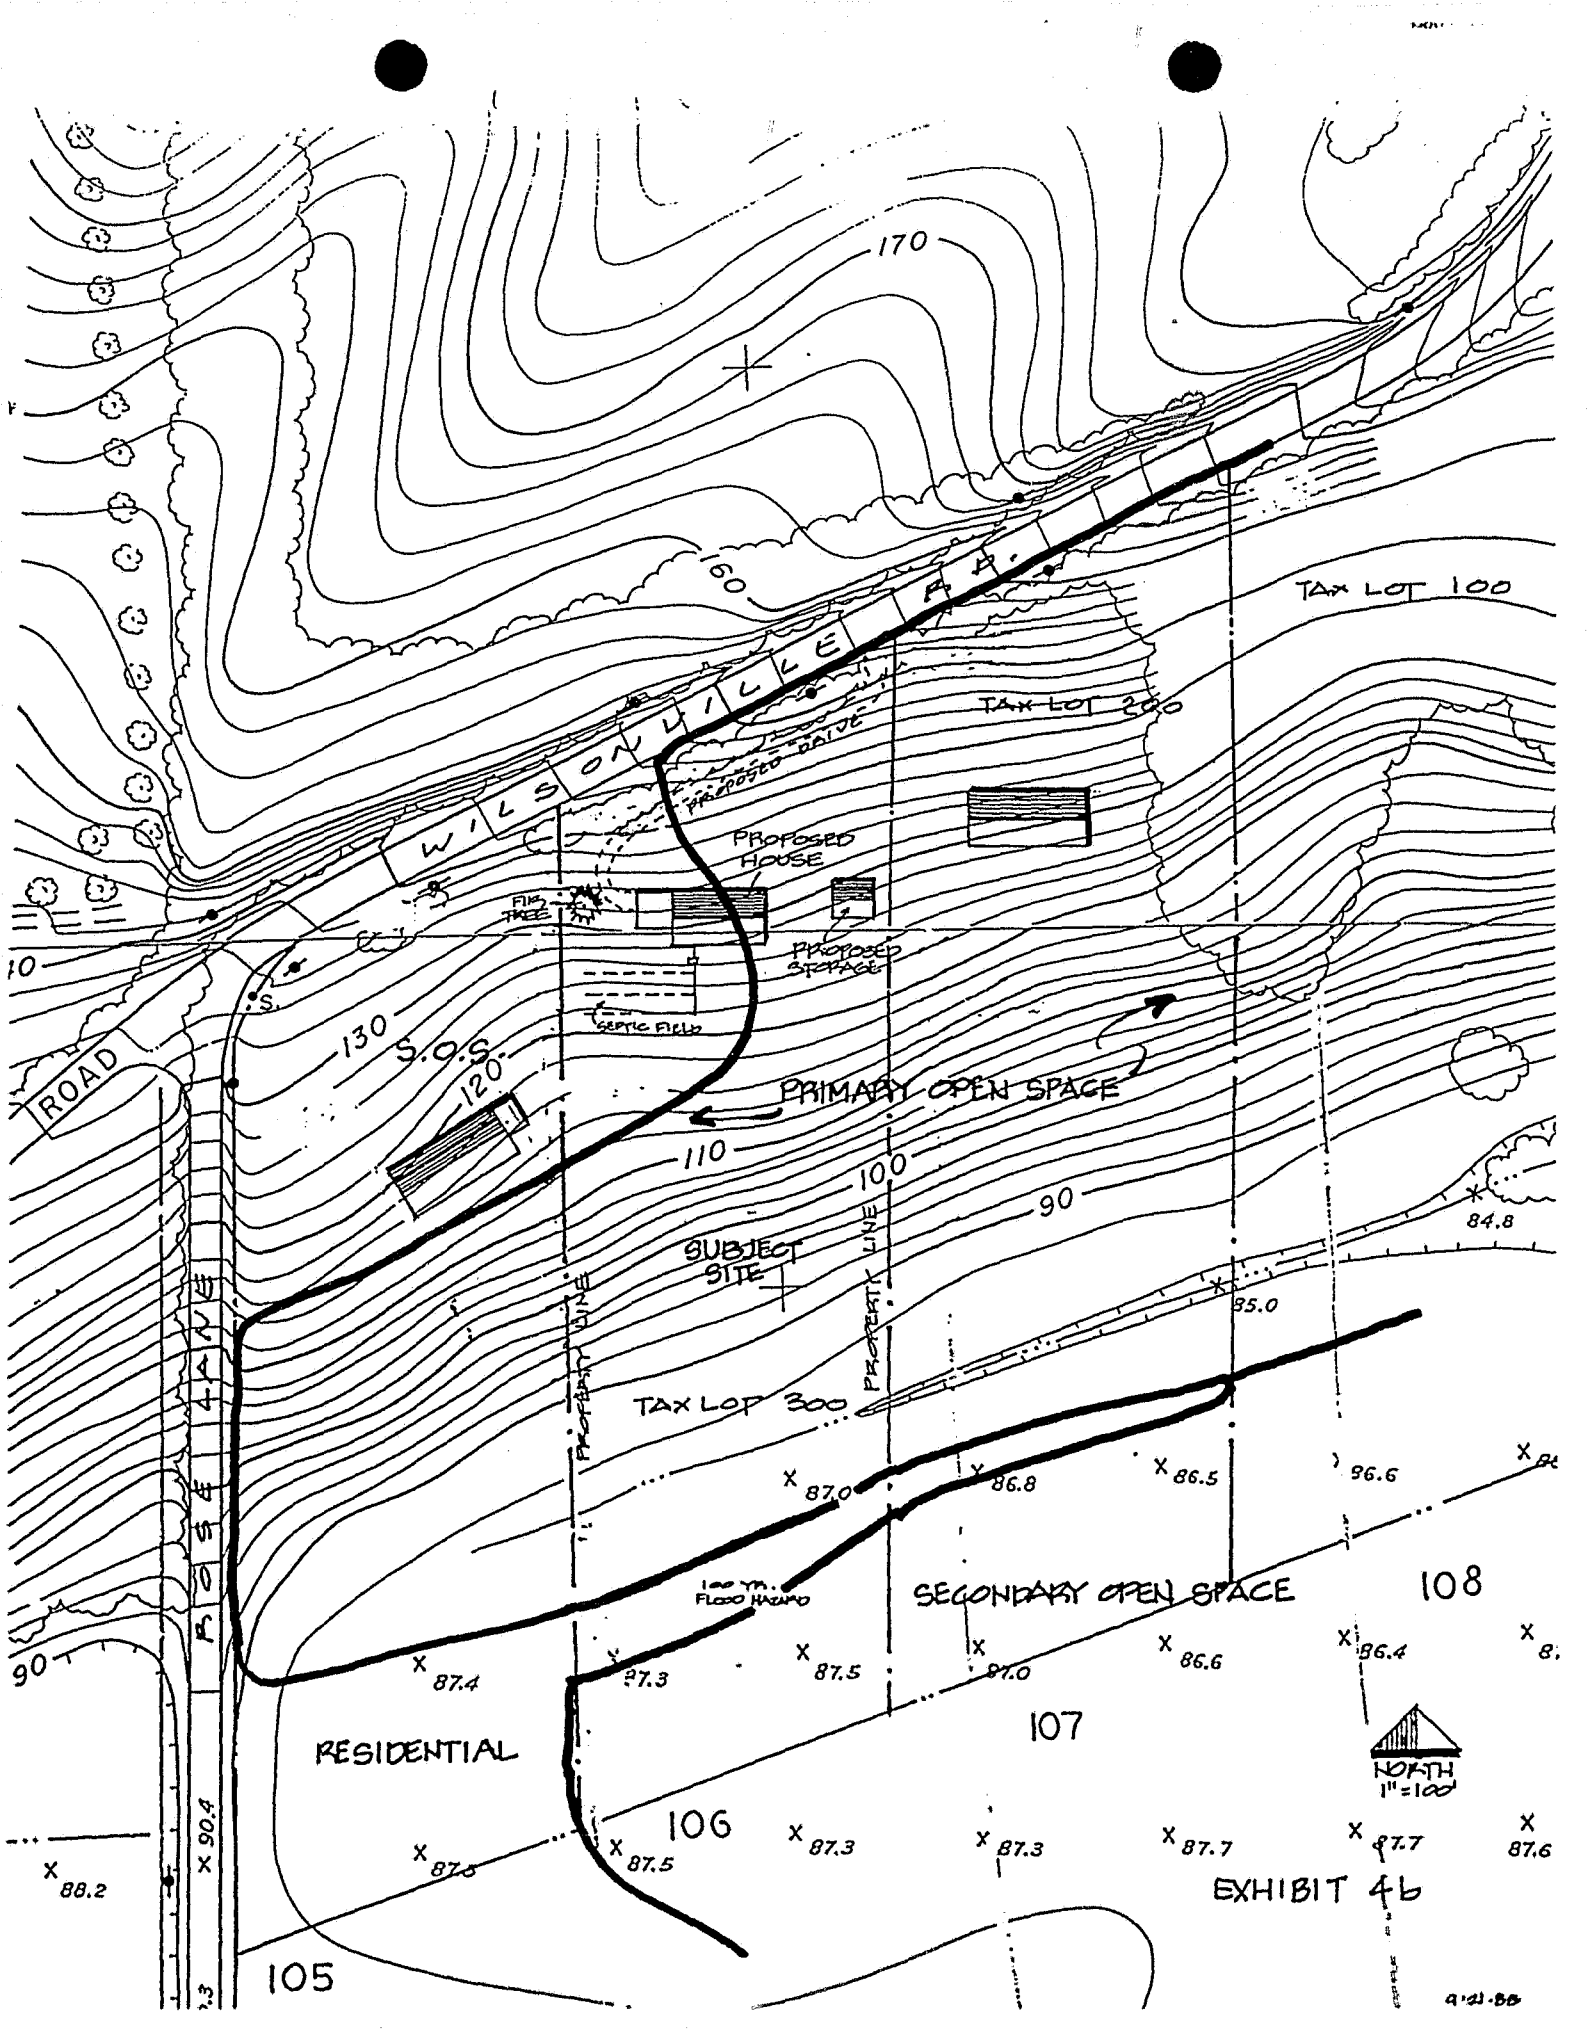 170
160
TAX LOT 100
WILSONVILLE RD.
TAX LOT 200
PROPOSED DRIVE
PROPOSED
HOUSE
FIR
TREE
PROPOSED
STORAGE
10
S.
SEPTIC FIELD
130
S.O.S.
120
ROAD
PRIMARY OPEN SPACE
110
100
90
84.8
SUBJECT
SITE
PROPERTY LINE
PROPERTY LINE
85.0
ROSE LANE
TAX LOT 300
87.0
86.8
86.5
86.6
100 YR.
FLOOD HAZARD
SECONDARY OPEN SPACE
108
90
87.4
87.3
87.5
87.0
86.6
86.4
107
RESIDENTIAL
NORTH
1"=100'
106
90.4
87.5
87.3
87.3
87.7
87.7
87.6
88.2
EXHIBIT 4b
105